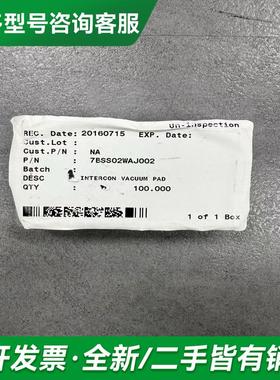 多型号咨询客服
Un-inspection
REC. Date: 20160715 EXP. Date:
Cust.Lot :
Cust.P/N : NA
P/N : 7BSS02WAJ002
Batch :
DESC INTERCON VACUUM PAD
QTY : 100.000
1 of 1 Box
开发票·全新/二手皆有销